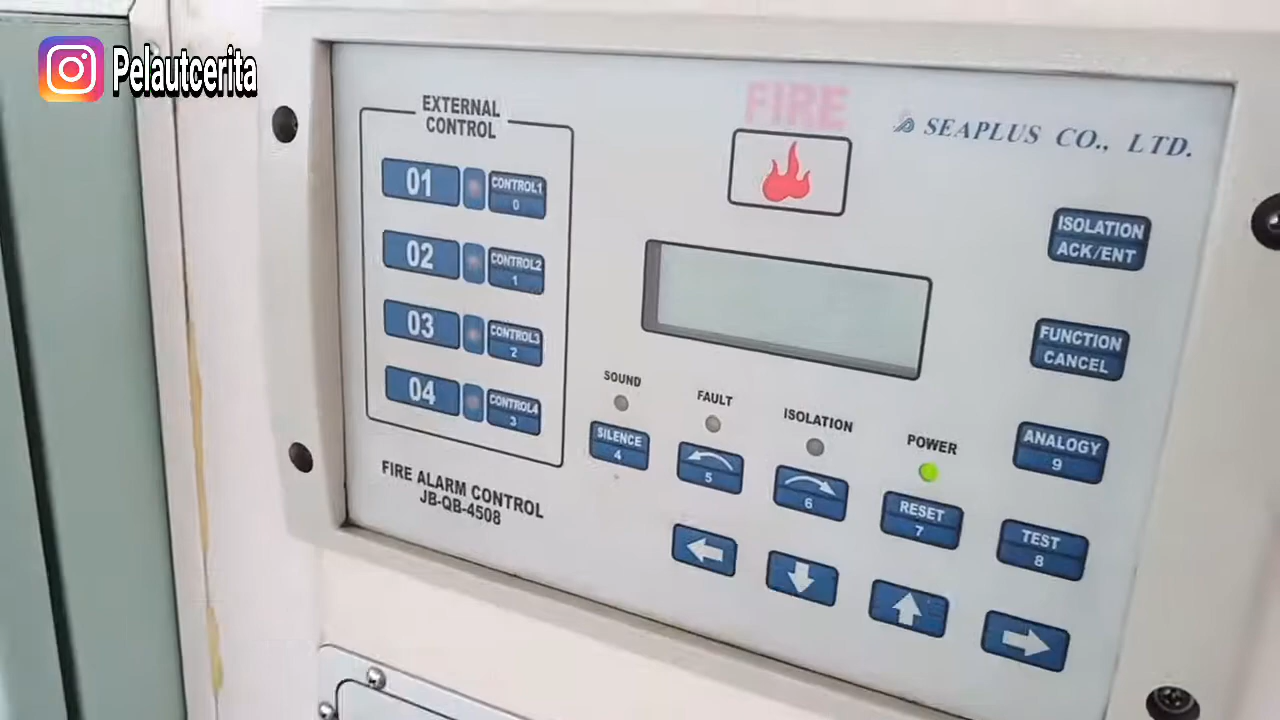 Pelautcerita
EXTERNAL
CONTROL
01
CONTROL1
0
02
CONTROL2
1
03
CONTROL3
2
04
CONTROL4
3
FIRE ALARM CONTROL
JB-QB-4508
FIRE
SEAPLUS CO., LTD.
ISOLATION
ACK/ENT
FUNCTION
CANCEL
ANALOGY
9
TEST
8
SOUND
SILENCE
4
FAULT
5
ISOLATION
6
POWER
RESET
7